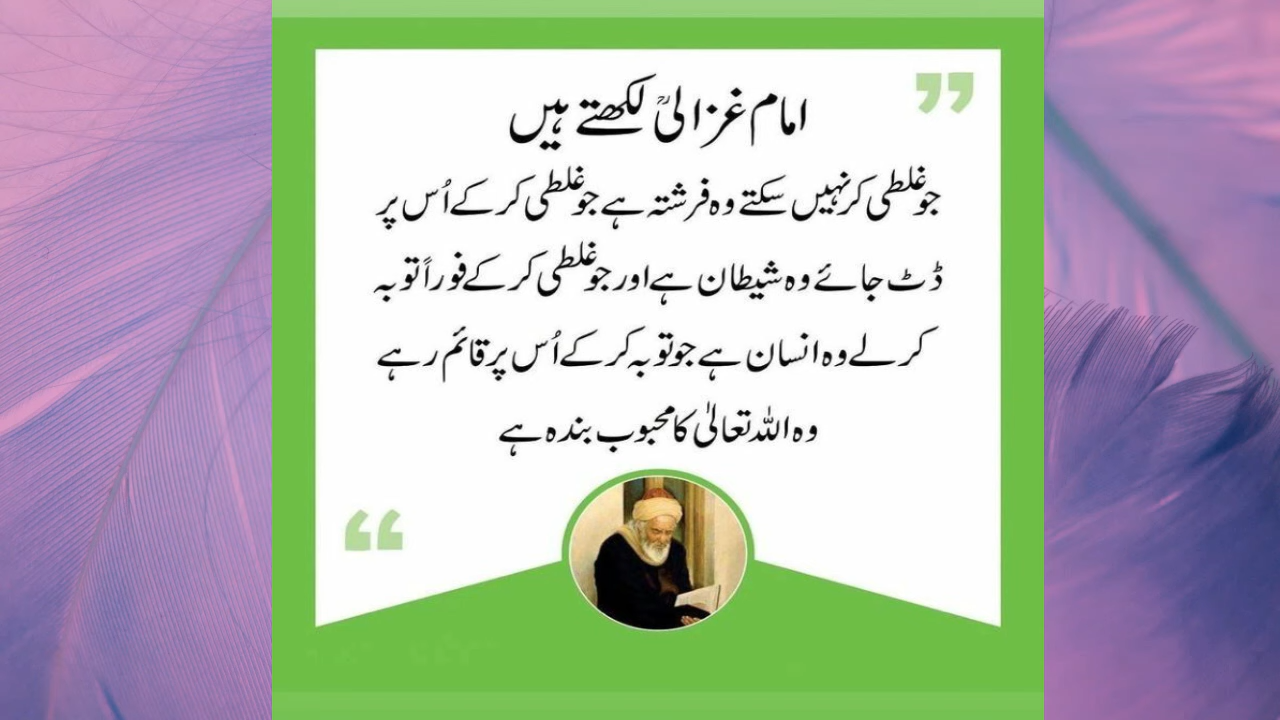 امام غزالیؒ لکھتے ہیں
جو غلطی کر نہیں سکتے وہ فرشتہ ہے جو غلطی کر کے اُس پر
ڈٹ جائے وہ شیطان ہے اور جو غلطی کر کے فوراً توبہ
کر لے وہ انسان ہے جو توبہ کر کے اُس پر قائم رہے
وہ اللہ تعالیٰ کا محبوب بندہ ہے